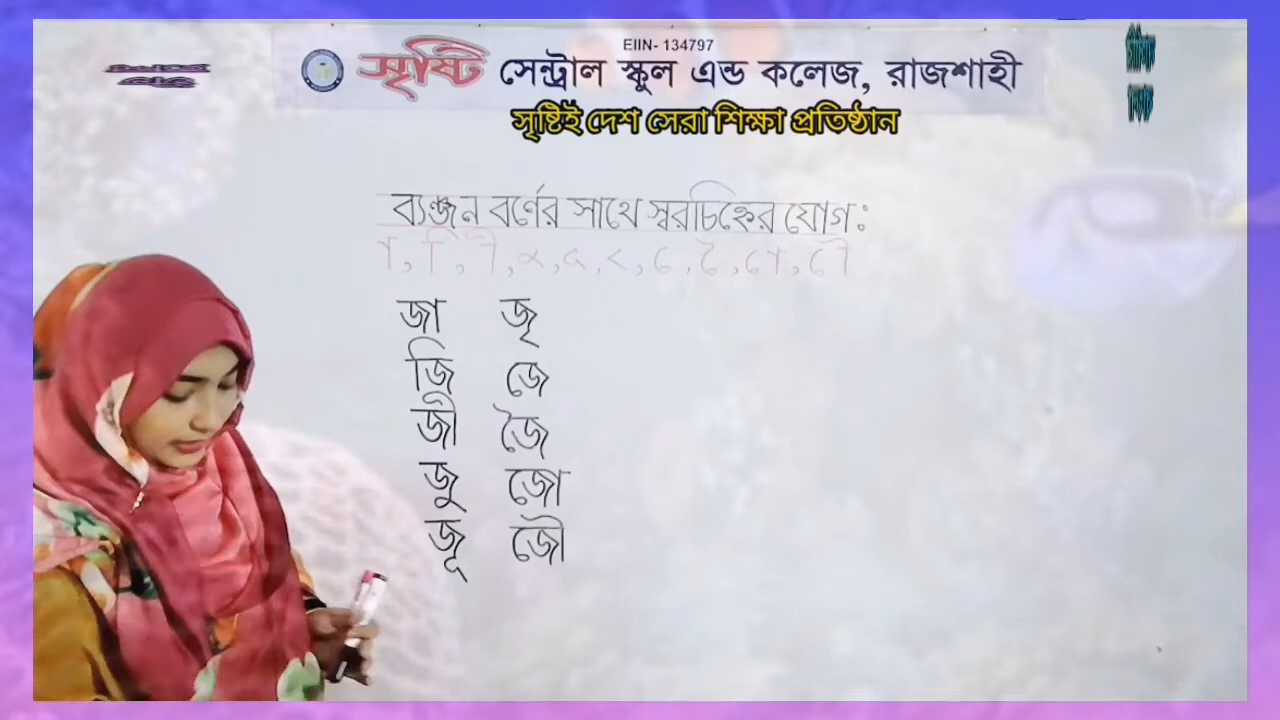 EIIN- 134797
সৃষ্টি সেন্ট্রাল স্কুল এন্ড কলেজ, রাজশাহী
সৃষ্টিই দেশ সেরা শিক্ষা প্রতিষ্ঠান
ব্যঞ্জন বর্ণের সাথে স্বরচিহ্নের যোগঃ
া, ি, ী, ু, ূ, ৃ, ে, ৈ, ো, ৌ
জা জৃ
জি জে
জী জৈ
জু জো
জূ জৌ